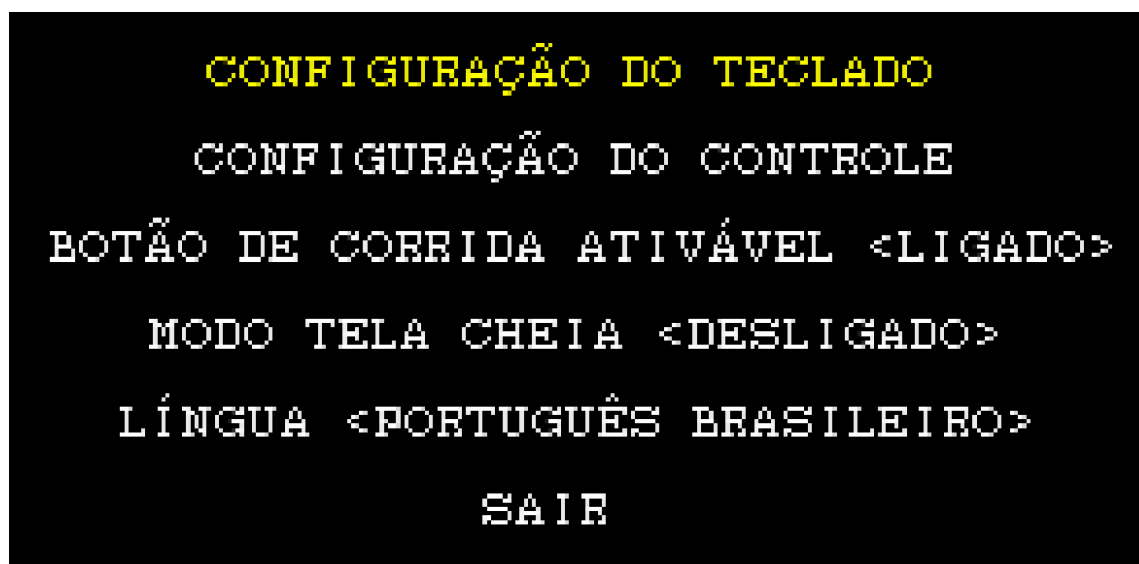 CONFIGURAÇÃO DO TECLADO
CONFIGURAÇÃO DO CONTROLE
BOTÃO DE CORRIDA ATIVÁVEL <LIGADO>
MODO TELA CHEIA <DESLIGADO>
LÍNGUA <PORTUGUÊS BRASILEIRO>
SAIR